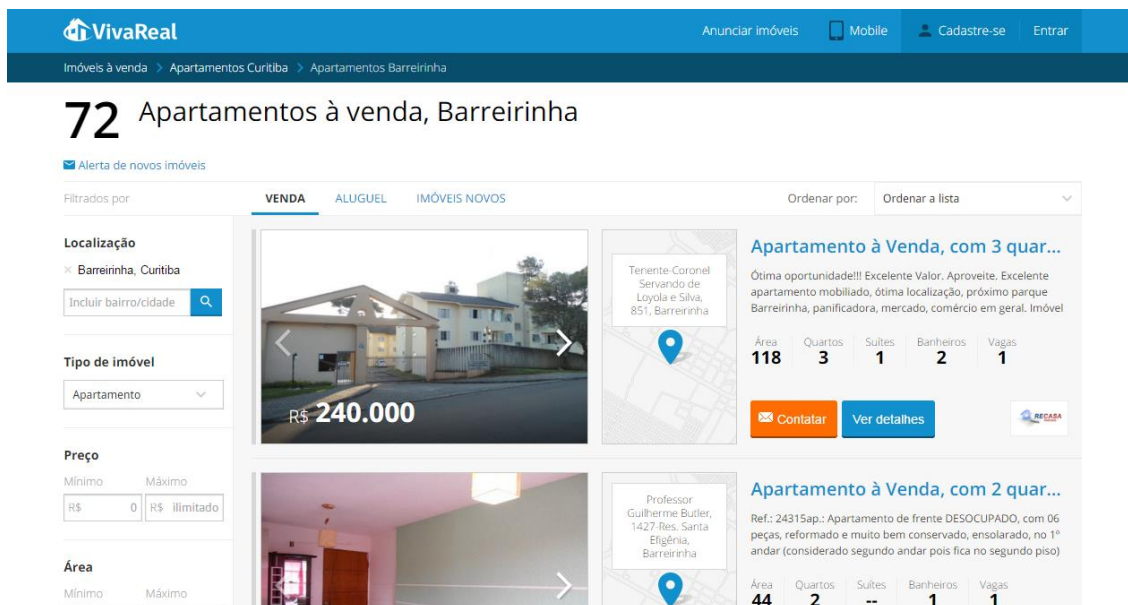 VivaReal
Anunciar imóveis
Mobile
Cadastre-se
Entrar
Imóveis à venda > Apartamentos Curitiba > Apartamentos Barreirinha
72 Apartamentos à venda, Barreirinha
Alerta de novos imóveis
Filtrados por
VENDA
ALUGUEL
IMÓVEIS NOVOS
Ordenar por:
Ordenar a lista
Localização
× Barreirinha, Curitiba
Incluir bairro/cidade
Tipo de imóvel
Apartamento
Preço
Mínimo
Máximo
R$ 0
R$ ilimitado
Área
Mínimo
Máximo
R$ 240.000
Tenente-Coronel
Servando de
Loyola e Silva,
851, Barreirinha
Apartamento à Venda, com 3 quar...
Ótima oportunidade!!! Excelente Valor. Aproveite. Excelente
apartamento mobiliado, ótima localização, próximo parque
Barreirinha, panificadora, mercado, comércio em geral. Imóvel
Área Quartos Suítes Banheiros Vagas
118 3 1 2 1
Contatar
Ver detalhes
RECASA
Professor
Guilherme Butler,
1427-Res. Santa
Efigênia,
Barreirinha
Apartamento à Venda, com 2 quar...
Ref.: 24315ap.: Apartamento de frente DESOCUPADO, com 06
peças, reformado e muito bem conservado, ensolarado, no 1º
andar (considerado segundo andar pois fica no segundo piso)
Área Quartos Suítes Banheiros Vagas
44 2 -- 1 1